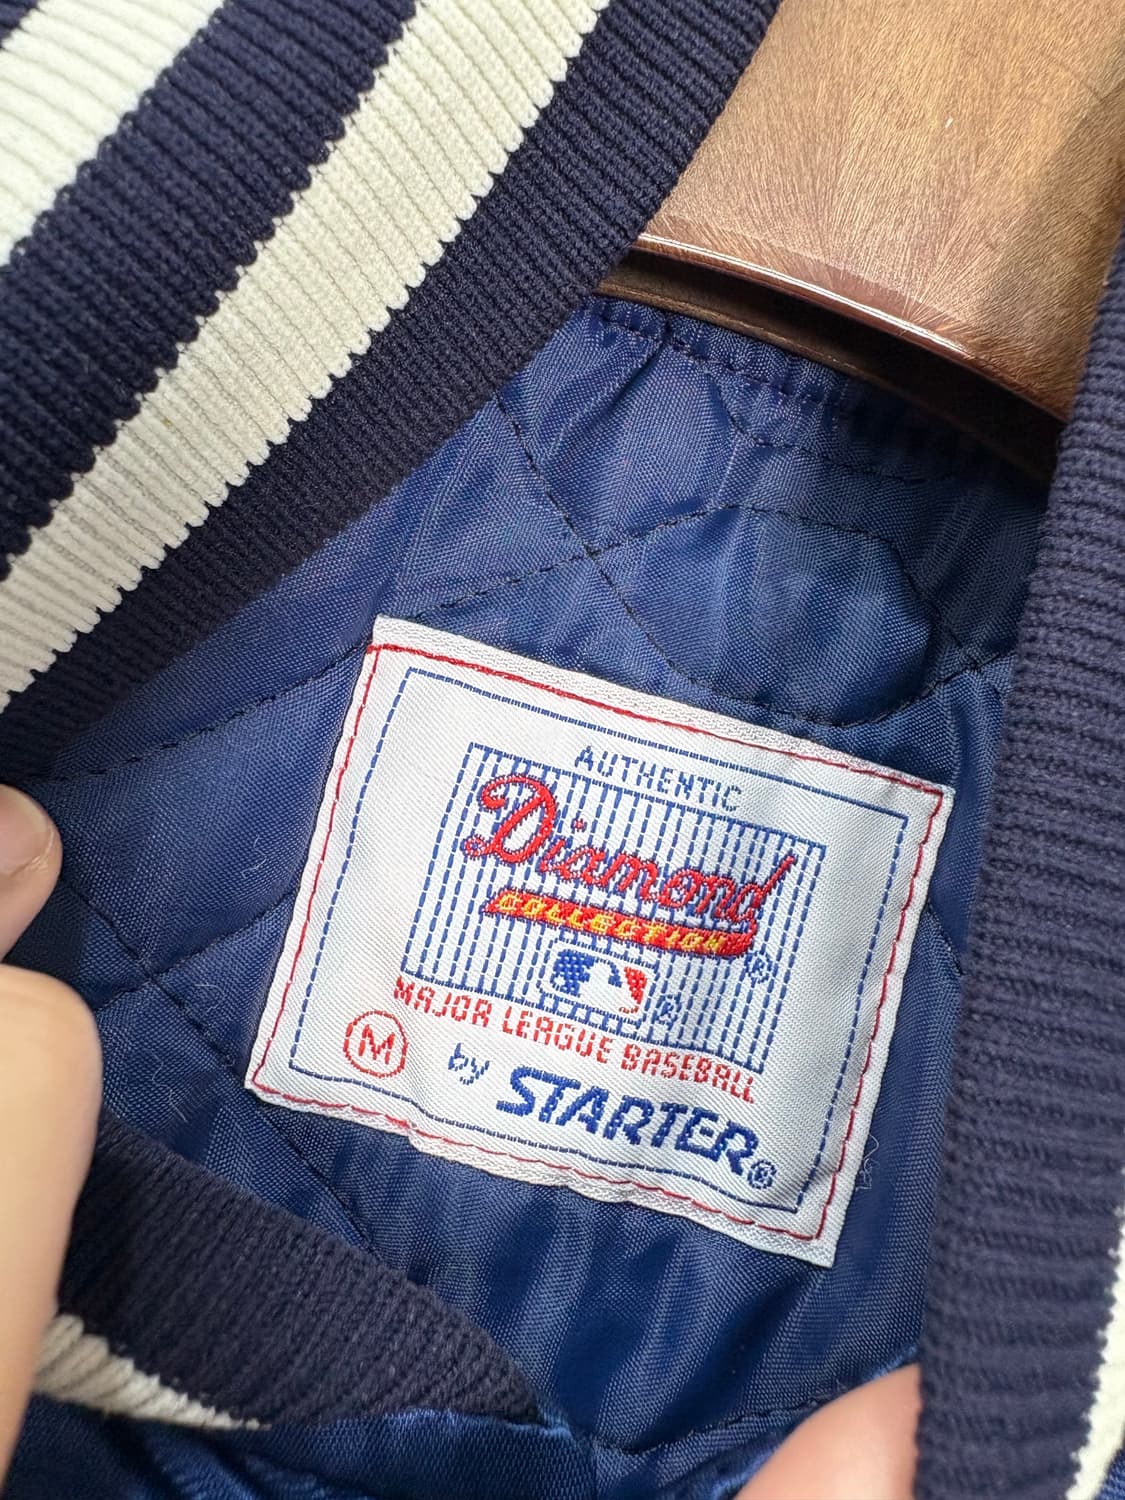 AUTHENTIC
Diamond
COLLECTION ®
®
MAJOR LEAGUE BASEBALL
M
by STARTER®